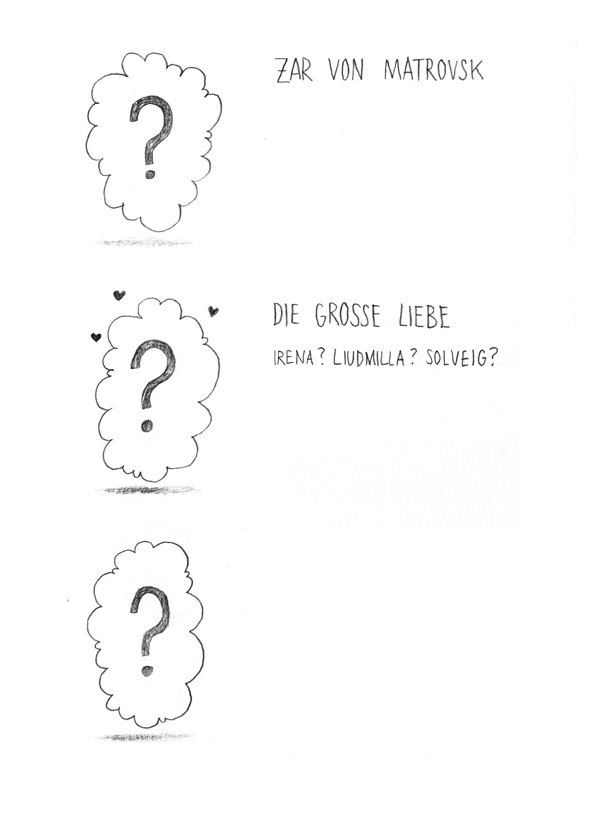 ?
ZAR VON MATROVSK
?
DIE GROSSE LIEBE
IRENA? LIUDMILLA? SOLVEIG?
?